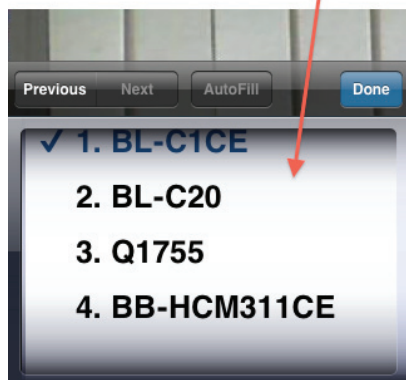 Previous Next AutoFill Done
✓ 1. BL-C1CE
2. BL-C20
3. Q1755
4. BB-HCM311CE